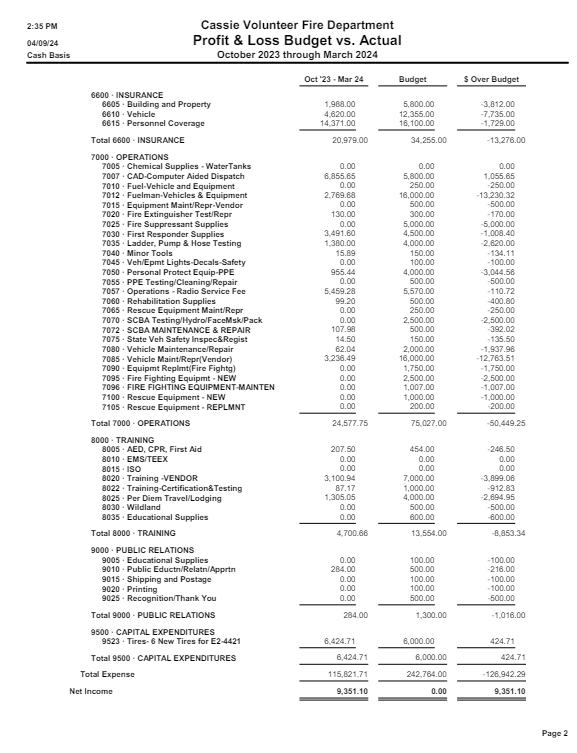 2:35 PM
Cassie Volunteer Fire Department
04/09/24
Profit & Loss Budget vs. Actual
Cash Basis
October 2023 through March 2024
Oct '23 - Mar 24 Budget $ Over Budget
6600 · INSURANCE
6605 · Building and Property 1,988.00 5,800.00 -3,812.00
6610 · Vehicle 4,620.00 12,355.00 -7,735.00
6615 · Personnel Coverage 14,371.00 16,100.00 -1,729.00
Total 6600 · INSURANCE 20,979.00 34,255.00 -13,276.00
7000 · OPERATIONS
7005 · Chemical Supplies - WaterTanks 0.00 0.00 0.00
7007 · CAD-Computer Aided Dispatch 6,855.65 5,800.00 1,055.65
7010 · Fuel-Vehicle and Equipment 0.00 250.00 -250.00
7012 · Fuelman-Vehicles & Equipment 2,769.68 16,000.00 -13,230.32
7015 · Equipment Maint/Repr-Vendor 0.00 500.00 -500.00
7020 · Fire Extinguisher Test/Repr 130.00 300.00 -170.00
7025 · Fire Suppressant Supplies 0.00 5,000.00 -5,000.00
7030 · First Responder Supplies 3,491.60 4,500.00 -1,008.40
7035 · Ladder, Pump & Hose Testing 1,380.00 4,000.00 -2,620.00
7040 · Minor Tools 15.89 150.00 -134.11
7045 · Veh/Epmt Lights-Decals-Safety 0.00 100.00 -100.00
7050 · Personal Protect Equip-PPE 955.44 4,000.00 -3,044.56
7055 · PPE Testing/Cleaning/Repair 0.00 500.00 -500.00
7057 · Operations - Radio Service Fee 5,459.28 5,570.00 -110.72
7060 · Rehabilitation Supplies 99.20 500.00 -400.80
7065 · Rescue Equipment Maint/Repr 0.00 250.00 -250.00
7070 · SCBA Testing/Hydro/FaceMsk/Pack 0.00 2,500.00 -2,500.00
7072 · SCBA MAINTENANCE & REPAIR 107.98 500.00 -392.02
7075 · State Veh Safety Inspec&Regist 14.50 150.00 -135.50
7080 · Vehicle Maintenance/Repair 62.04 2,000.00 -1,937.96
7085 · Vehicle Maint/Repr(Vendor) 3,236.49 16,000.00 -12,763.51
7090 · Equipmt Replmt(Fire Fightg) 0.00 1,750.00 -1,750.00
7095 · Fire Fighting Equipmt - NEW 0.00 2,500.00 -2,500.00
7096 · FIRE FIGHTING EQUIPMENT-MAINTEN 0.00 1,007.00 -1,007.00
7100 · Rescue Equipment - NEW 0.00 1,000.00 -1,000.00
7105 · Rescue Equipment - REPLMNT 0.00 200.00 -200.00
Total 7000 · OPERATIONS 24,577.75 75,027.00 -50,449.25
8000 · TRAINING
8005 · AED, CPR, First Aid 207.50 454.00 -246.50
8010 · EMS/TEEX 0.00 0.00 0.00
8015 · ISO 0.00 0.00 0.00
8020 · Training -VENDOR 3,100.94 7,000.00 -3,899.06
8022 · Training-Certification&Testing 87.17 1,000.00 -912.83
8025 · Per Diem Travel/Lodging 1,305.05 4,000.00 -2,694.95
8030 · Wildland 0.00 500.00 -500.00
8035 · Educational Supplies 0.00 600.00 -600.00
Total 8000 · TRAINING 4,700.66 13,554.00 -8,853.34
9000 · PUBLIC RELATIONS
9005 · Educational Supplies 0.00 100.00 -100.00
9010 · Public Eductn/Relatn/Apprtn 284.00 500.00 -216.00
9015 · Shipping and Postage 0.00 100.00 -100.00
9020 · Printing 0.00 100.00 -100.00
9025 · Recognition/Thank You 0.00 500.00 -500.00
Total 9000 · PUBLIC RELATIONS 284.00 1,300.00 -1,016.00
9500 · CAPITAL EXPENDITURES
9523 · Tires- 6 New Tires for E2-4421 6,424.71 6,000.00 424.71
Total 9500 · CAPITAL EXPENDITURES 6,424.71 6,000.00 424.71
Total Expense 115,821.71 242,764.00 -126,942.29
Net Income 9,351.10 0.00 9,351.10
Page 2